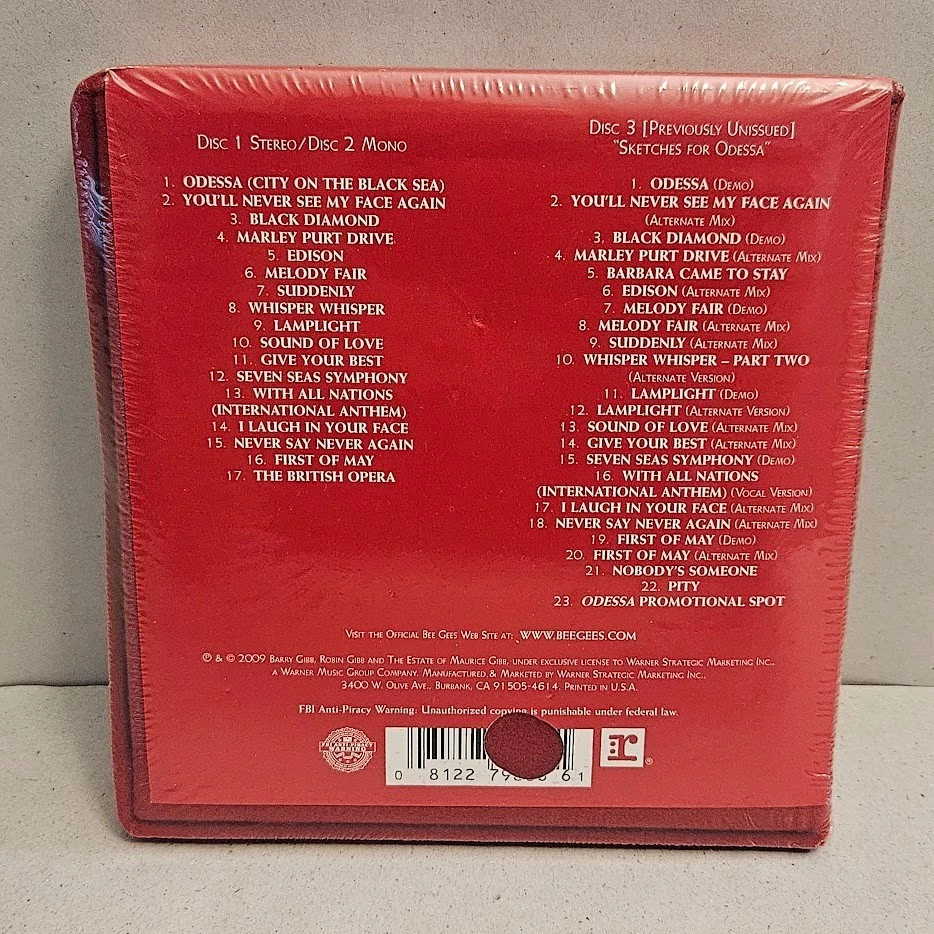 Disc 1 Stereo/Disc 2 Mono
1. ODESSA (CITY ON THE BLACK SEA)
2. YOU'LL NEVER SEE MY FACE AGAIN
3. BLACK DIAMOND
4. MARLEY PURT DRIVE
5. EDISON
6. MELODY FAIR
7. SUDDENLY
8. WHISPER WHISPER
9. LAMPLIGHT
10. SOUND OF LOVE
11. GIVE YOUR BEST
12. SEVEN SEAS SYMPHONY
13. WITH ALL NATIONS
(INTERNATIONAL ANTHEM)
14. I LAUGH IN YOUR FACE
15. NEVER SAY NEVER AGAIN
16. FIRST OF MAY
17. THE BRITISH OPERA
Disc 3 [Previously Unissued]
"Sketches for Odessa"
1. ODESSA (Demo)
2. YOU'LL NEVER SEE MY FACE AGAIN
(Alternate Mix)
3. BLACK DIAMOND (Demo)
4. MARLEY PURT DRIVE (Alternate Mix)
5. BARBARA CAME TO STAY
6. EDISON (Alternate Mix)
7. MELODY FAIR (Demo)
8. MELODY FAIR (Alternate Mix)
9. SUDDENLY (Alternate Mix)
10. WHISPER WHISPER – PART TWO
(Alternate Version)
11. LAMPLIGHT (Demo)
12. LAMPLIGHT (Alternate Version)
13. SOUND OF LOVE (Alternate Mix)
14. GIVE YOUR BEST (Alternate Mix)
15. SEVEN SEAS SYMPHONY (Demo)
16. WITH ALL NATIONS
(INTERNATIONAL ANTHEM) (Vocal Version)
17. I LAUGH IN YOUR FACE (Alternate Mix)
18. NEVER SAY NEVER AGAIN (Alternate Mix)
19. FIRST OF MAY (Demo)
20. FIRST OF MAY (Alternate Mix)
21. NOBODY'S SOMEONE
22. PITY
23. ODESSA PROMOTIONAL SPOT
Visit the Official Bee Gees Web Site at: WWW.BEEGEES.COM
℗ & © 2009 Barry Gibb, Robin Gibb and The Estate of Maurice Gibb, under exclusive license to Warner Strategic Marketing Inc.,
a Warner Music Group Company. Manufactured & Marketed by Warner Strategic Marketing Inc.,
3400 W. Olive Ave., Burbank, CA 91505-4614. Printed in U.S.A.
FBI Anti-Piracy Warning: Unauthorized copying is punishable under federal law.
FBI ANTI-PIRACY
WARNING
r ®
0 8122 6 1